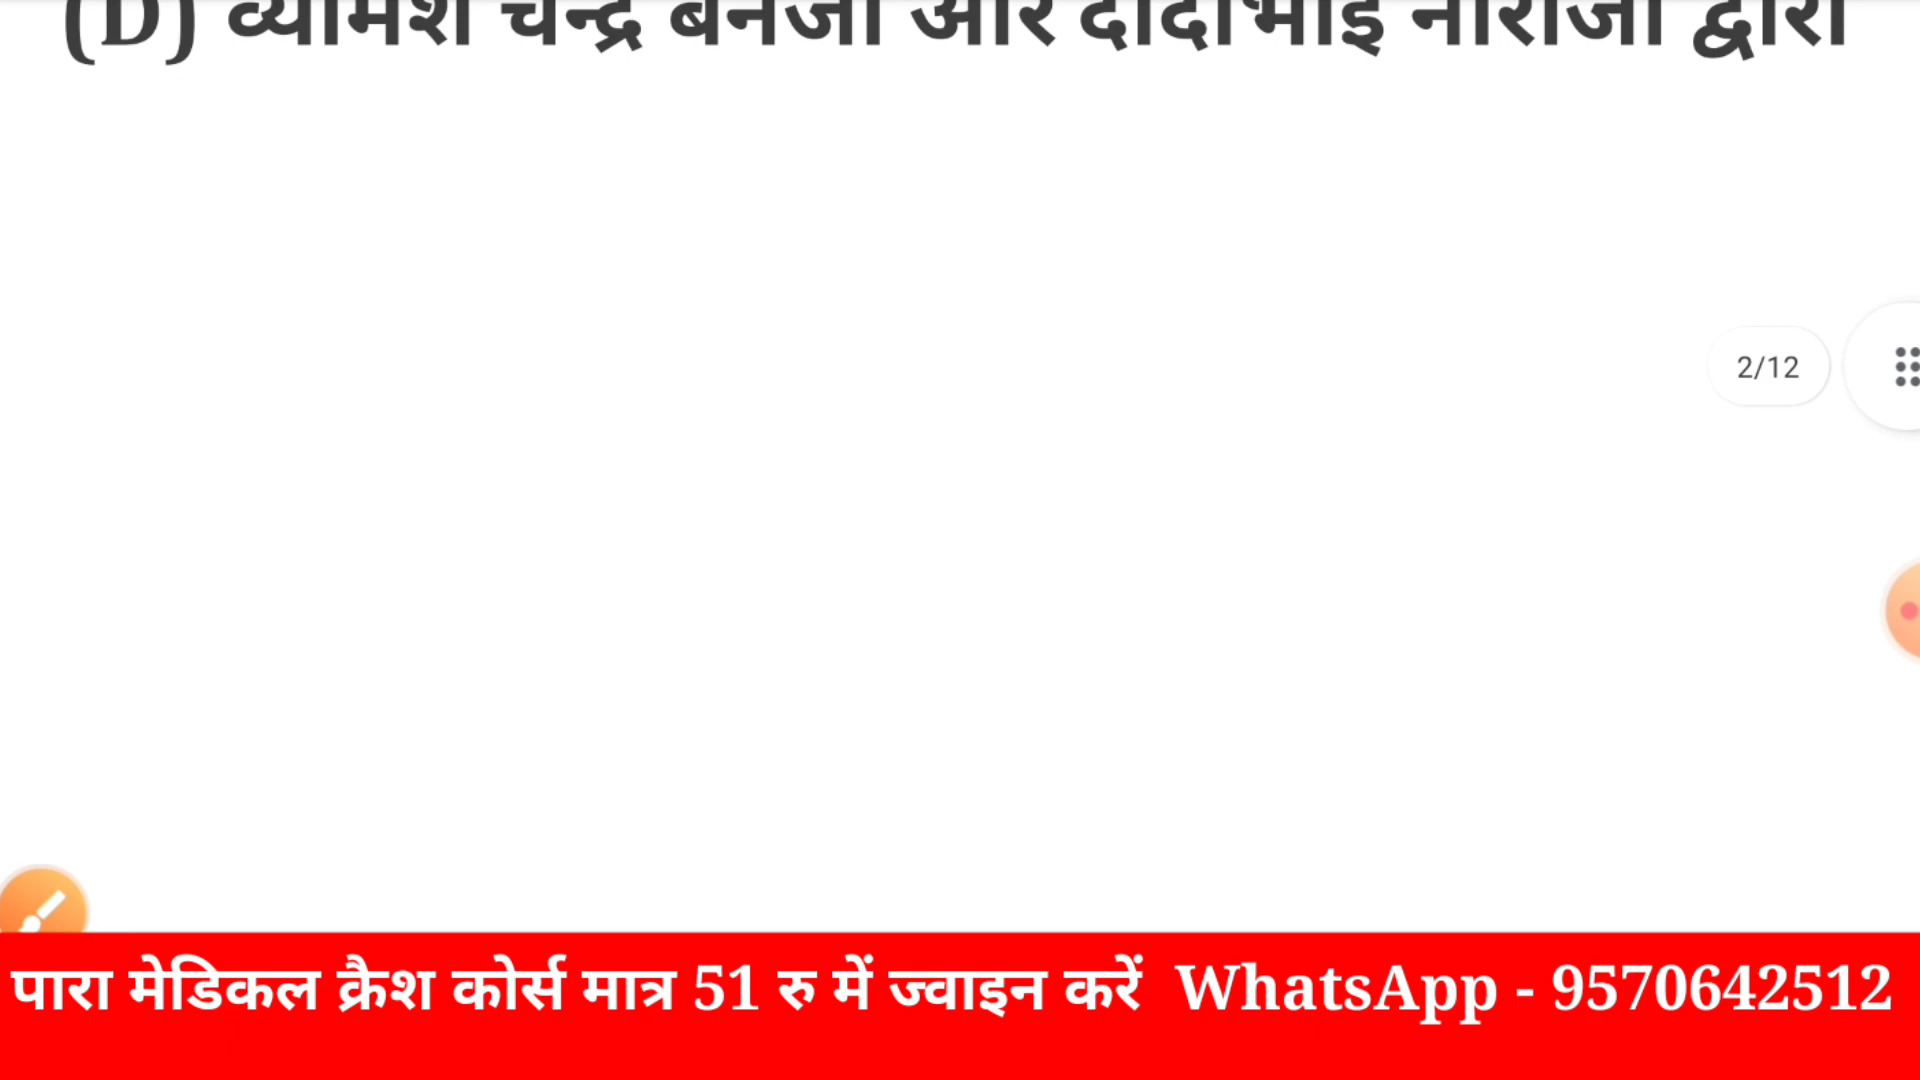 (D) व्योमेश चन्द्र बनर्जी और दादाभाई नौरोजी द्वारा
2/12
पारा मेडिकल क्रैश कोर्स मात्र 51 रु में ज्वाइन करें WhatsApp - 9570642512